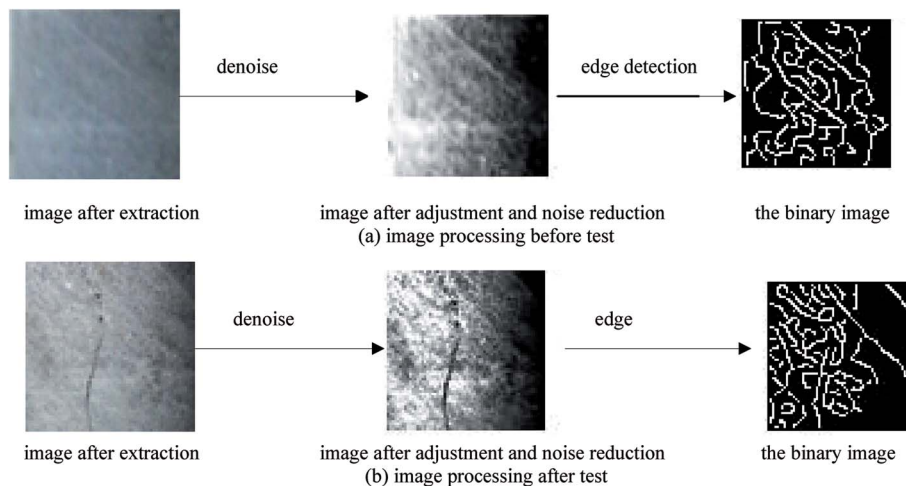 denoise
edge detection
image after extraction
image after adjustment and noise reduction
the binary image
(a) image processing before test
denoise
edge
image after extraction
image after adjustment and noise reduction
the binary image
(b) image processing after test